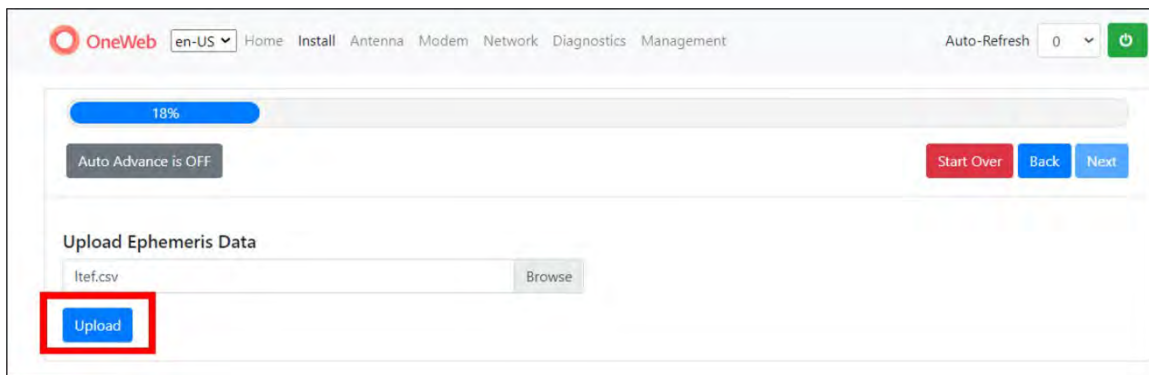 OneWeb en-US Home Install Antenna Modem Network Diagnostics Management Auto-Refresh 0
18%
Auto Advance is OFF Start Over Back Next
Upload Ephemeris Data
ltef.csv Browse
Upload